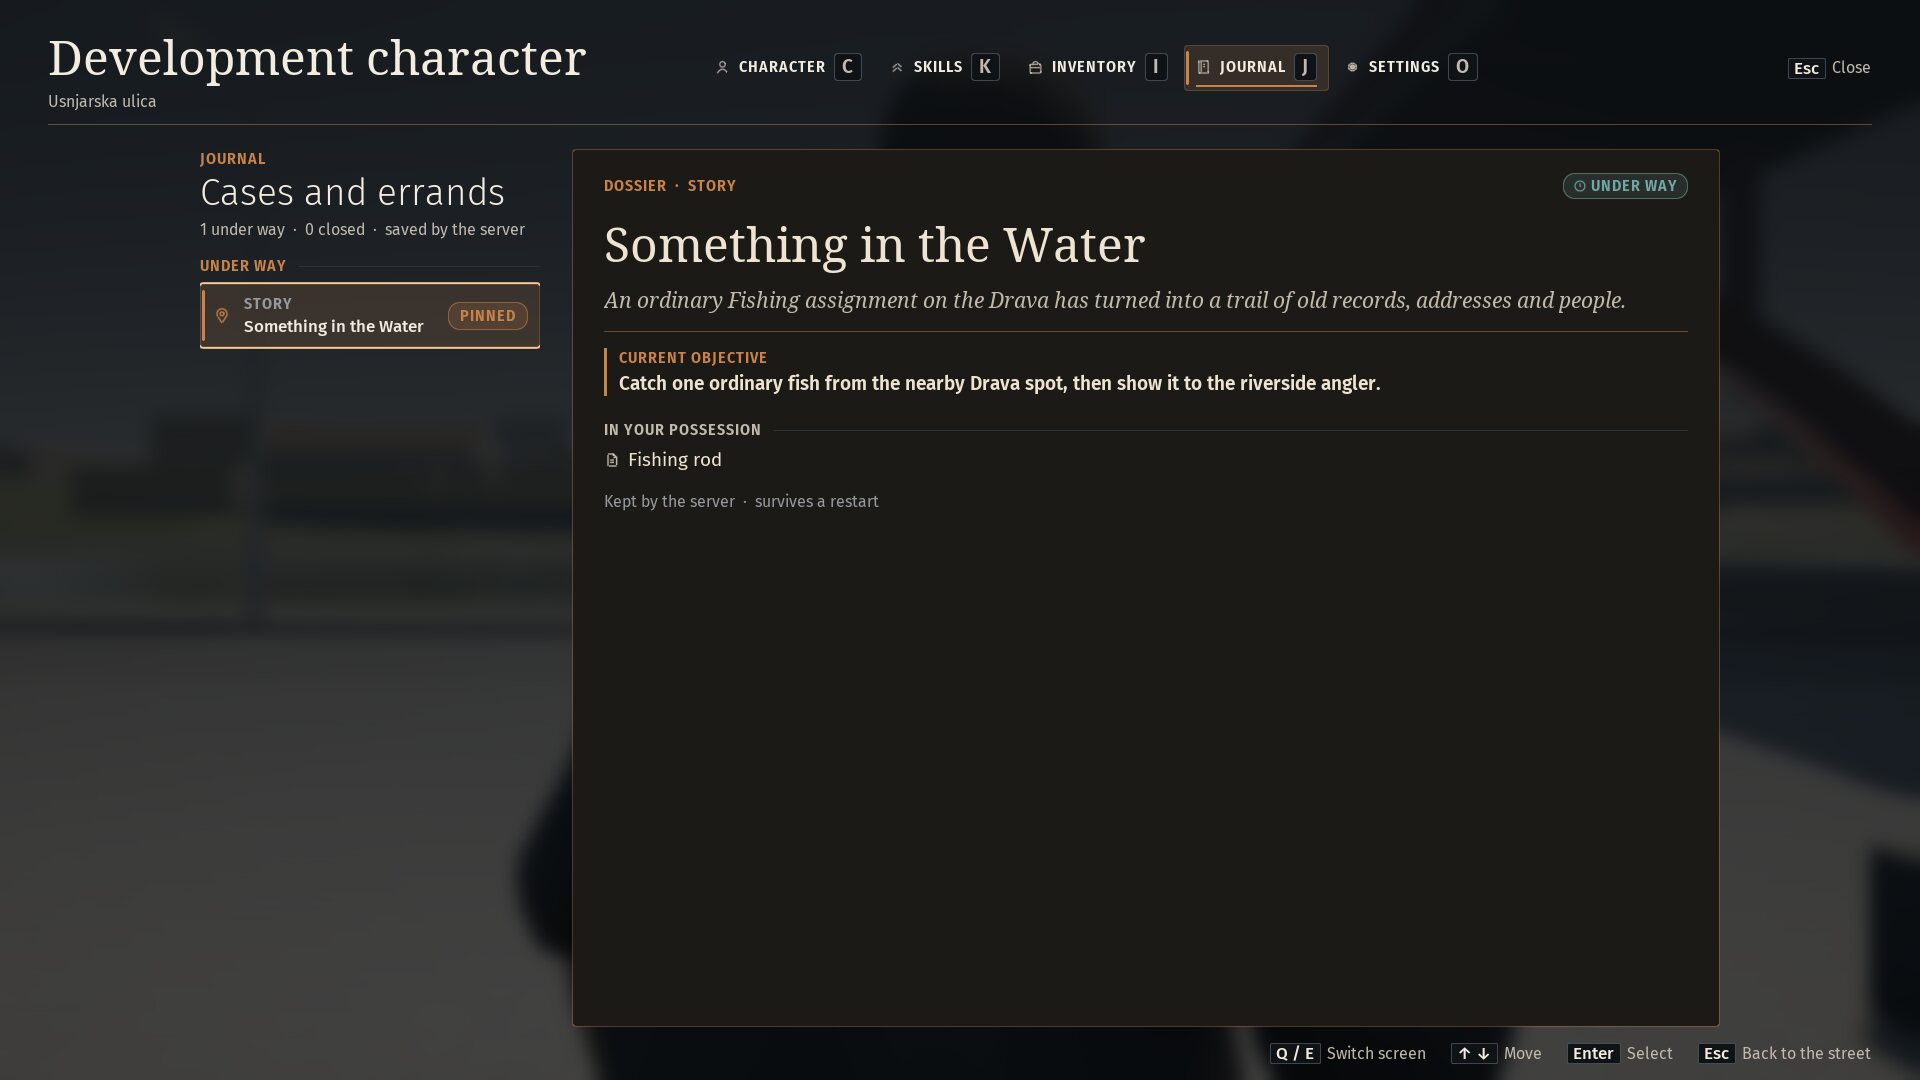 Development character
Usnjarska ulica
CHARACTER C
SKILLS K
INVENTORY I
JOURNAL J
SETTINGS O
Esc Close
JOURNAL
Cases and errands
1 under way · 0 closed · saved by the server
UNDER WAY
STORY
Something in the Water
PINNED
DOSSIER · STORY
UNDER WAY
Something in the Water
An ordinary Fishing assignment on the Drava has turned into a trail of old records, addresses and people.
CURRENT OBJECTIVE
Catch one ordinary fish from the nearby Drava spot, then show it to the riverside angler.
IN YOUR POSSESSION
Fishing rod
Kept by the server · survives a restart
Q / E Switch screen
↑ ↓ Move
Enter Select
Esc Back to the street